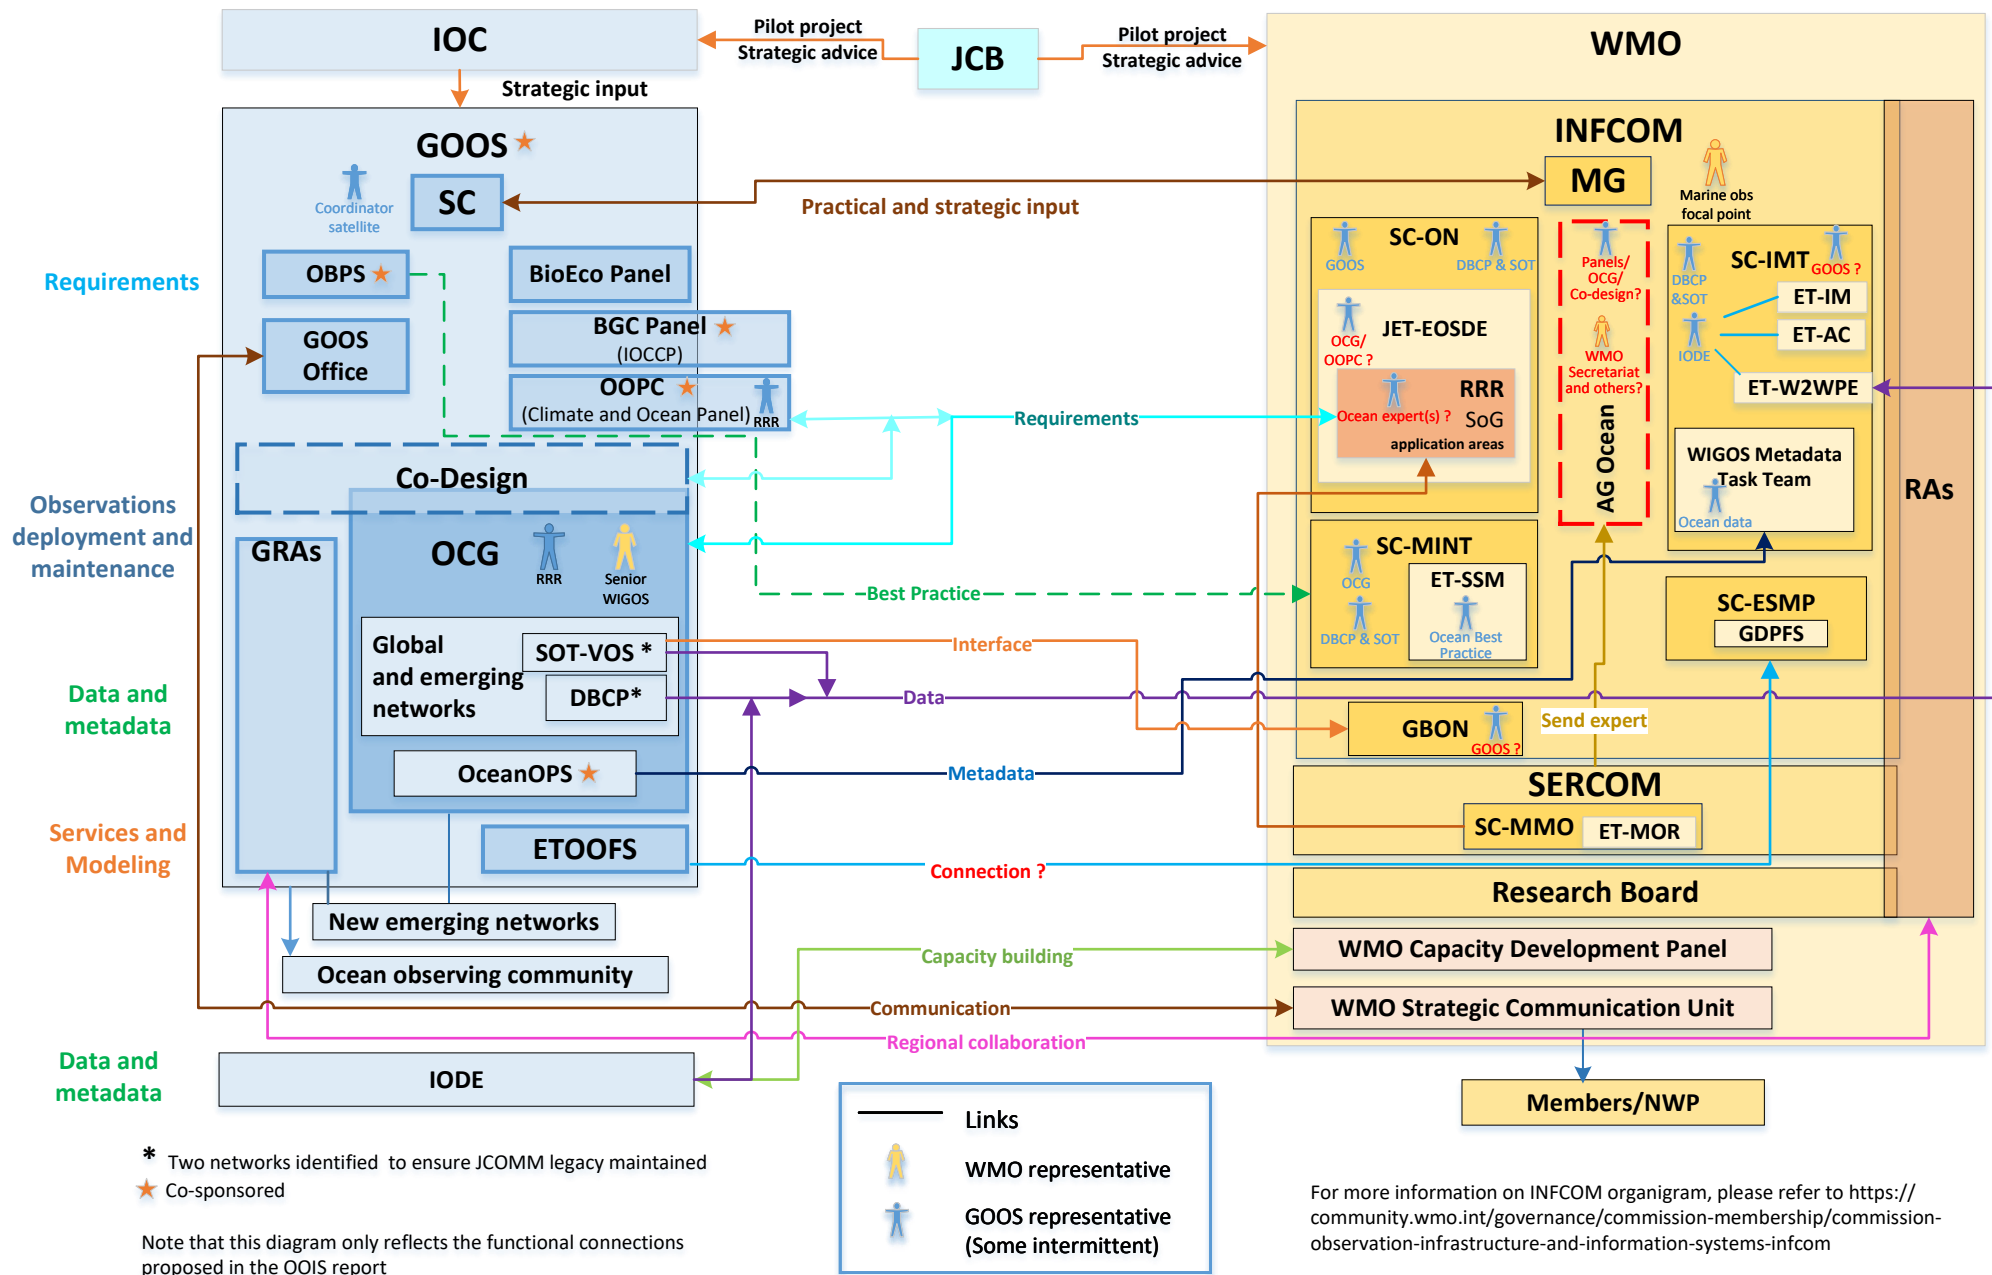 IOC
Pilot project
Strategic advice
JCB
Pilot project
Strategic advice
WMO
Strategic input
GOOS
Coordinator
satellite
SC
Practical and strategic input
INFCOM
MG
Marine obs
focal point
Requirements
OBPS
BioEco Panel
GOOS
Office
BGC Panel
(IOCCP)
OOPC
(Climate and Ocean Panel)
RRR
Requirements
SC-ON
GOOS
DBCP & SOT
JET-EOSDE
OCG/
OOPC ?
RRR
Ocean expert(s) ?
SoG
application areas
Panels/
OCG/
Co-design?
WMO
Secretariat
and others?
AG Ocean
SC-IMT
GOOS ?
DBCP
&SOT
IODE
ET-IM
ET-AC
ET-W2WPE
WIGOS Metadata
Task Team
Ocean data
RAs
Observations
deployment and
maintenance
Co-Design
GRAs
OCG
RRR
Senior
WIGOS
Best Practice
SC-MINT
OCG
DBCP & SOT
ET-SSM
Ocean Best
Practice
SC-ESMP
GDPFS
Global
and emerging
networks
SOT-VOS *
DBCP*
Interface
Data
Data and
metadata
GBON
GOOS ?
Send expert
OceanOPS
Metadata
SERCOM
SC-MMO
ET-MOR
Services and
Modeling
ETOOFS
Connection ?
Research Board
New emerging networks
Ocean observing community
Capacity building
WMO Capacity Development Panel
Communication
WMO Strategic Communication Unit
Regional collaboration
Data and
metadata
IODE
Members/NWP
Links
WMO representative
GOOS representative
(Some intermittent)
* Two networks identified to ensure JCOMM legacy maintained
Co-sponsored
Note that this diagram only reflects the functional connections
proposed in the OOIS report
For more information on INFCOM organigram, please refer to https://
community.wmo.int/governance/commission-membership/commission-
observation-infrastructure-and-information-systems-infcom